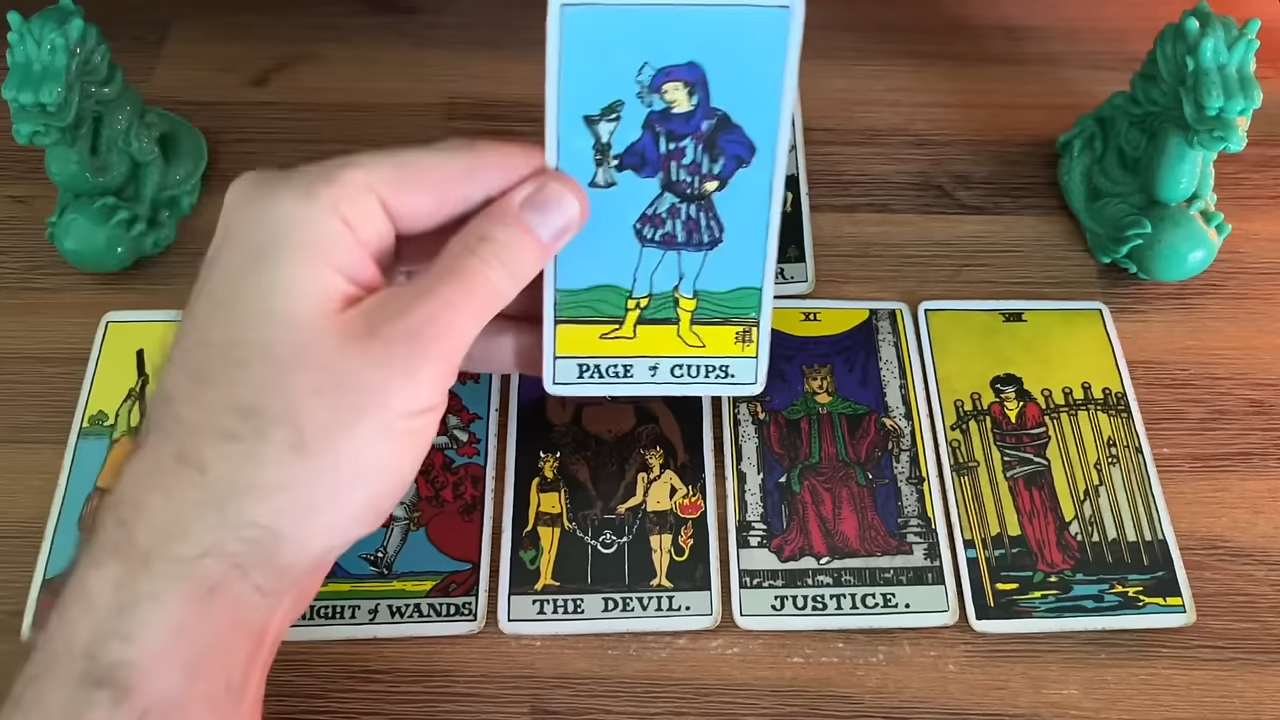 PAGE of CUPS.
R.
XI
VIII
NIGHT of WANDS.
THE DEVIL.
JUSTICE.